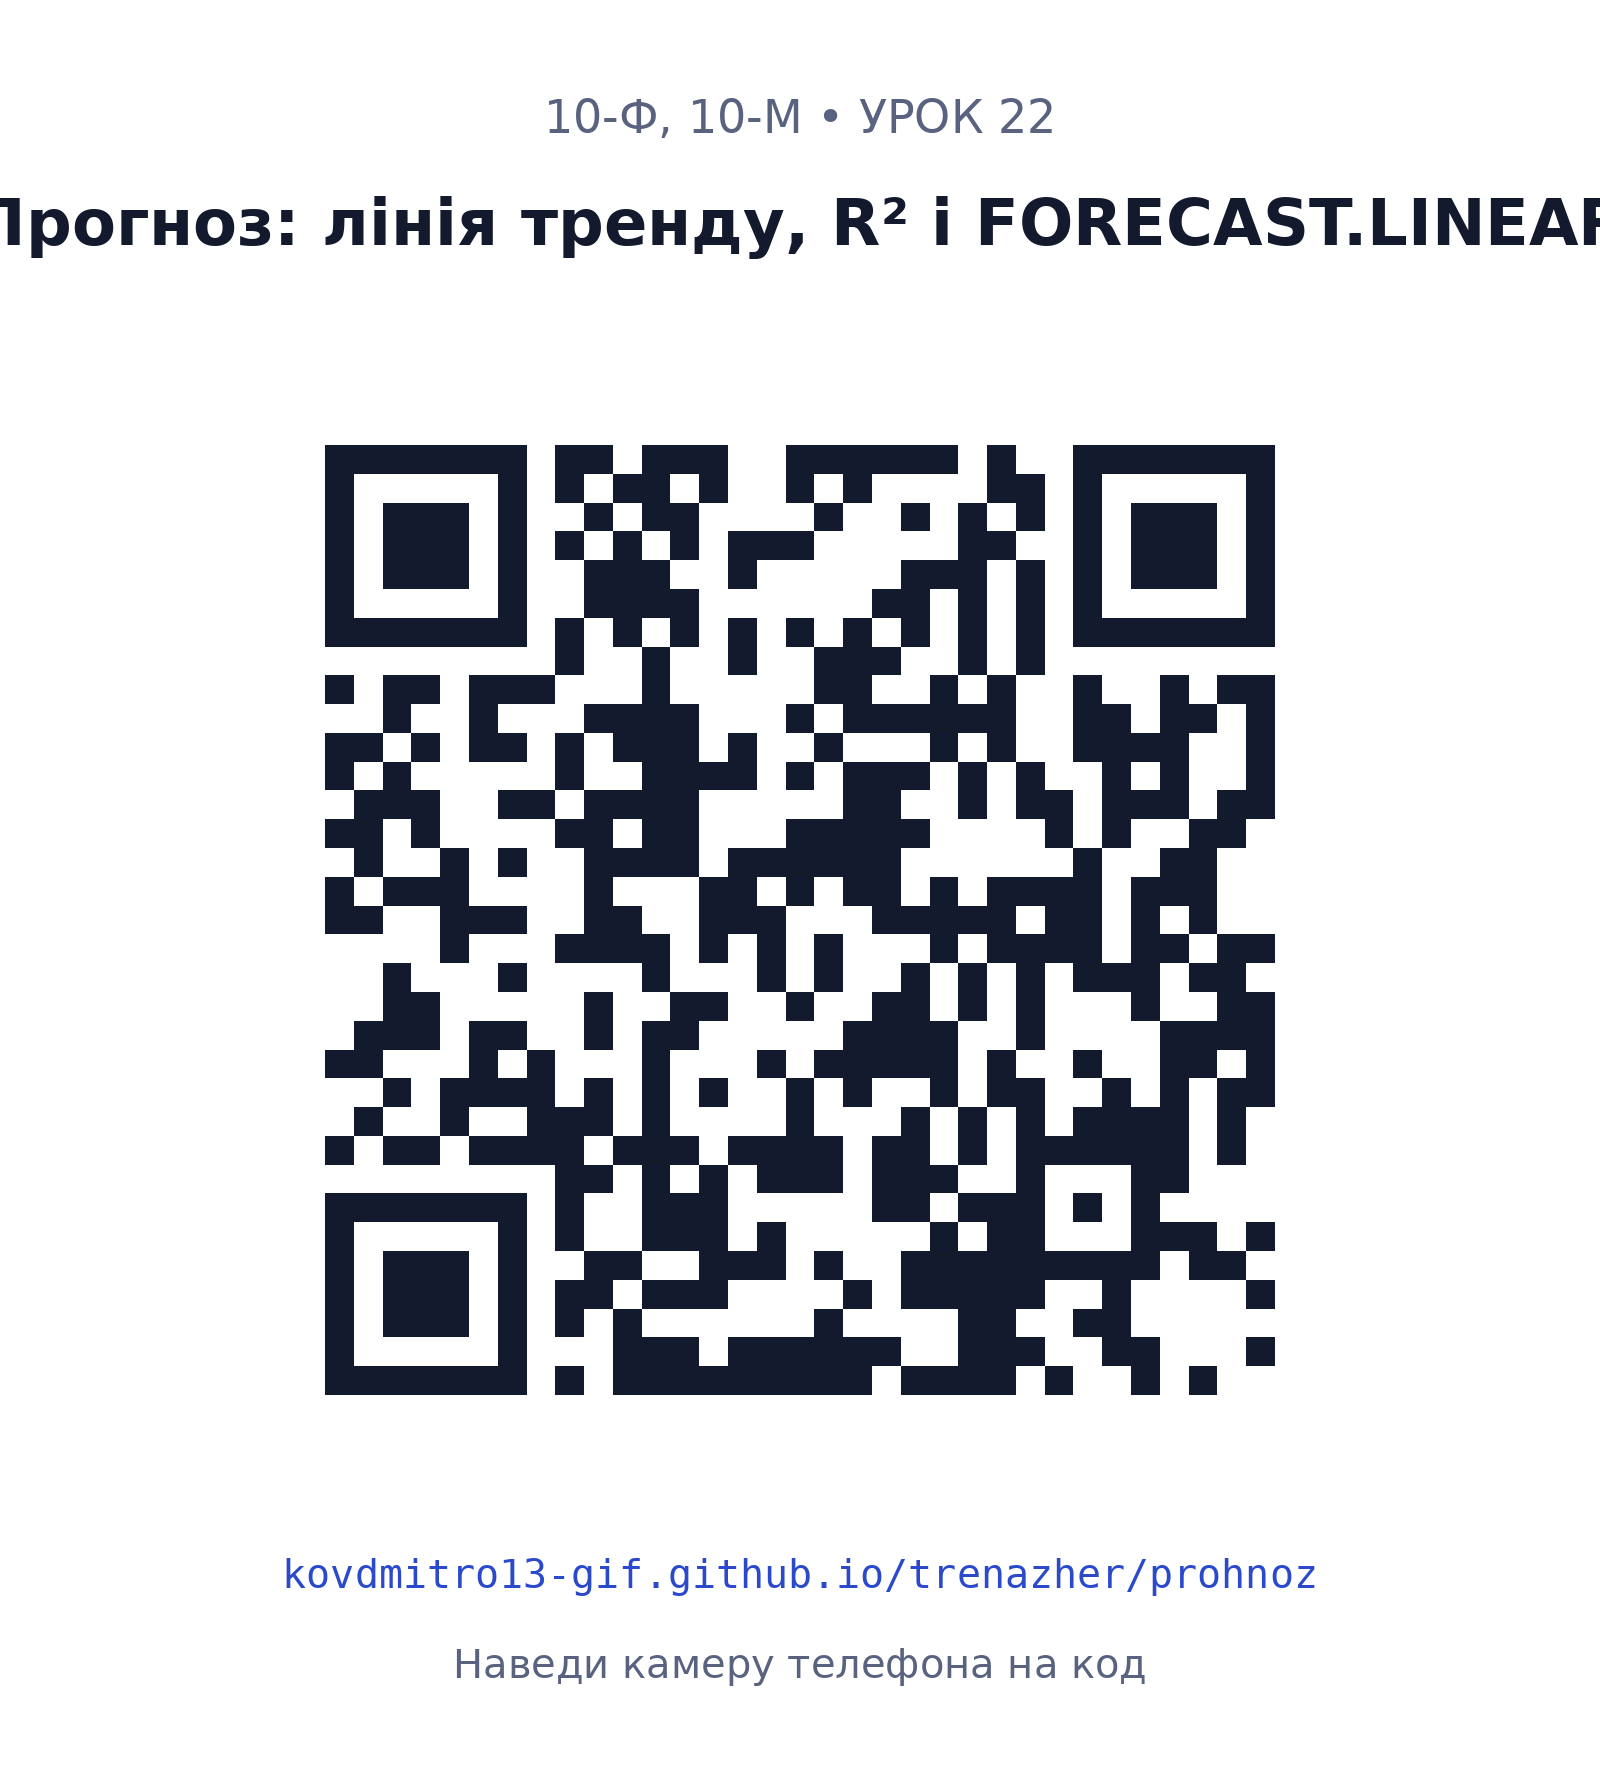 10-Ф, 10-М • УРОК 22
Прогноз: лінія тренду, R² і FORECAST.LINEAR
kovdmitro13-gif.github.io/trenazher/prohnoz
Наведи камеру телефона на код